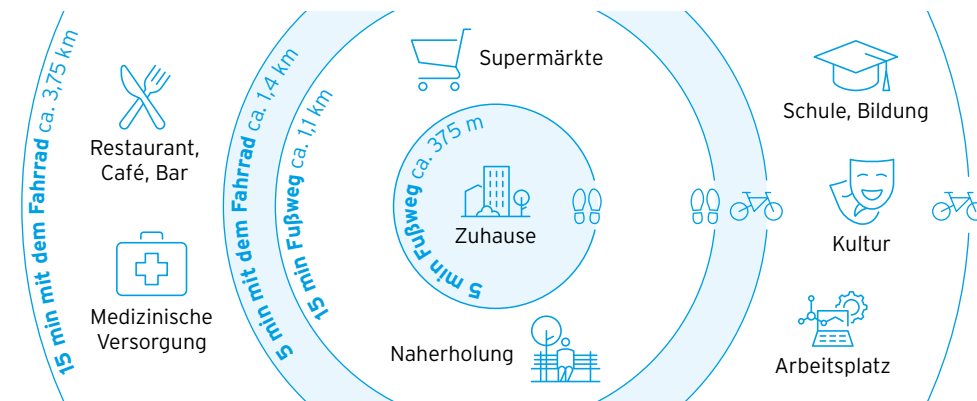 15 min mit dem Fahrrad ca. 3,75 km
Restaurant,
Café, Bar
Medizinische
Versorgung
5 min mit dem Fahrrad ca. 1,4 km
15 min Fußweg ca. 1,1 km
Supermärkte
5 min Fußweg ca. 375 m
Zuhause
Naherholung
Schule, Bildung
Kultur
Arbeitsplatz